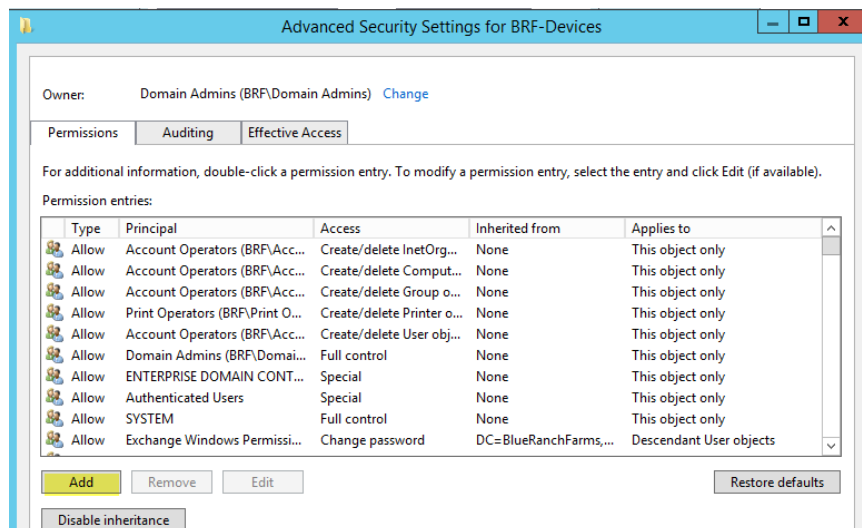 Advanced Security Settings for BRF-Devices
Owner: Domain Admins (BRF\Domain Admins) Change
Permissions Auditing Effective Access
For additional information, double-click a permission entry. To modify a permission entry, select the entry and click Edit (if available).
Permission entries:
Type Principal Access Inherited from Applies to
Allow Account Operators (BRF\Acc... Create/delete InetOrg... None This object only
Allow Account Operators (BRF\Acc... Create/delete Comput... None This object only
Allow Account Operators (BRF\Acc... Create/delete Group o... None This object only
Allow Print Operators (BRF\Print O... Create/delete Printer o... None This object only
Allow Account Operators (BRF\Acc... Create/delete User obj... None This object only
Allow Domain Admins (BRF\Domai... Full control None This object only
Allow ENTERPRISE DOMAIN CONT... Special None This object only
Allow Authenticated Users Special None This object only
Allow SYSTEM Full control None This object only
Allow Exchange Windows Permissi... Change password DC=BlueRanchFarms,... Descendant User objects
Add Remove Edit Restore defaults
Disable inheritance